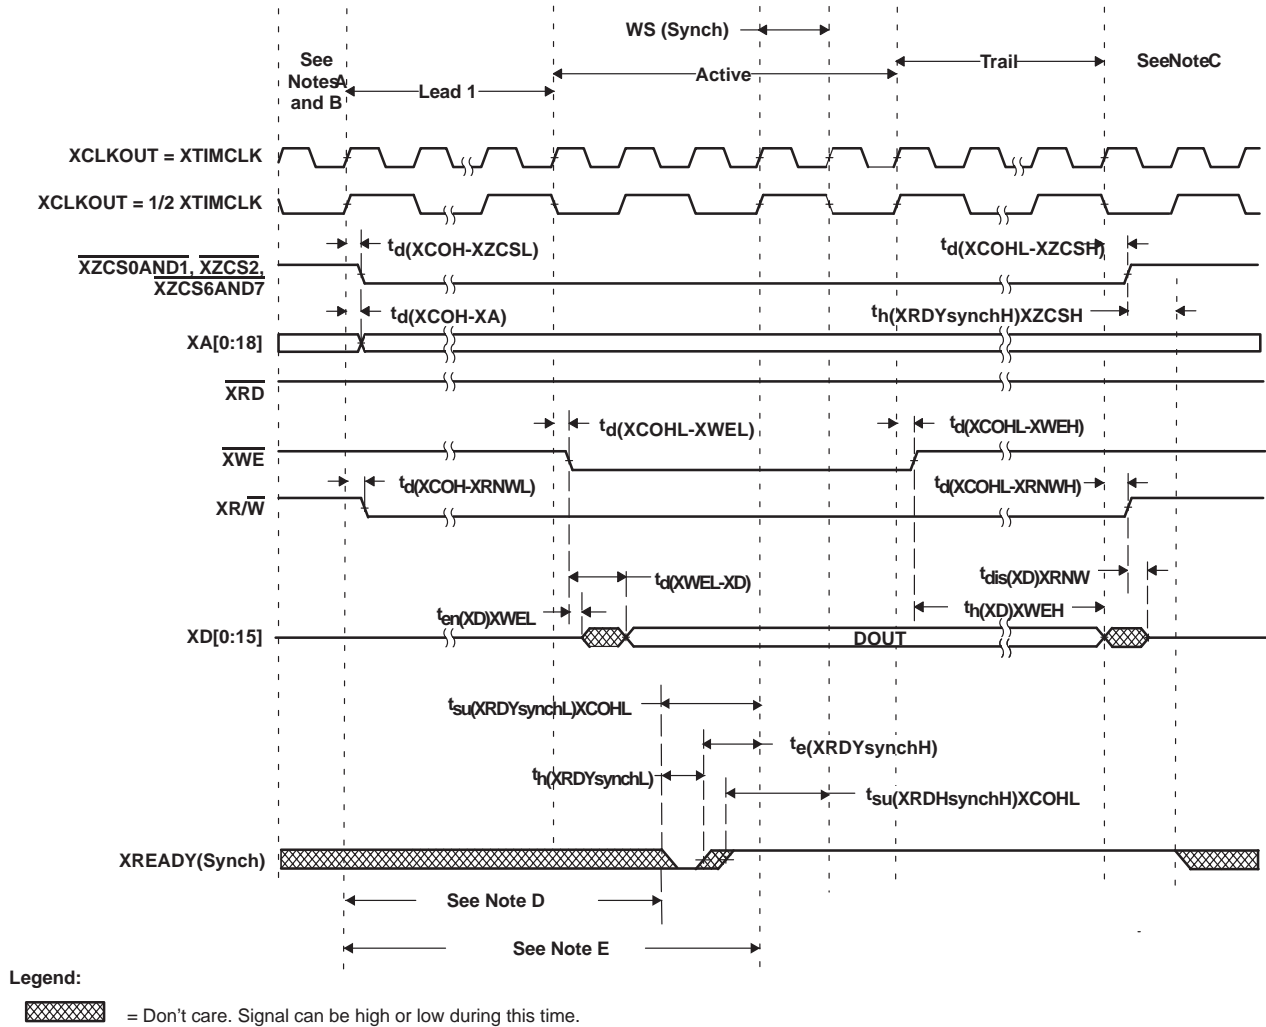 WS (Synch)
See
NotesA
and B
Lead 1
Active
Trail
SeeNoteC
XCLKOUT = XTIMCLK
XCLKOUT = 1/2 XTIMCLK
td(XCOH-XZCSL)
td(XCOHL-XZCSH)
XZCS0AND1, XZCS2,
XZCS6AND7
td(XCOH-XA)
th(XRDYsynchH)XZCSH
XA[0:18]
XRD
td(XCOHL-XWEL)
td(XCOHL-XWEH)
XWE
td(XCOH-XRNWL)
td(XCOHL-XRNWH)
XR/W
td(XWEL-XD)
tdis(XD)XRNW
ten(XD)XWEL
th(XD)XWEH
XD[0:15]
DOUT
tsu(XRDYsynchL)XCOHL
te(XRDYsynchH)
th(XRDYsynchL)
tsu(XRDHsynchH)XCOHL
XREADY(Synch)
See Note D
See Note E
Legend:
= Don't care. Signal can be high or low during this time.